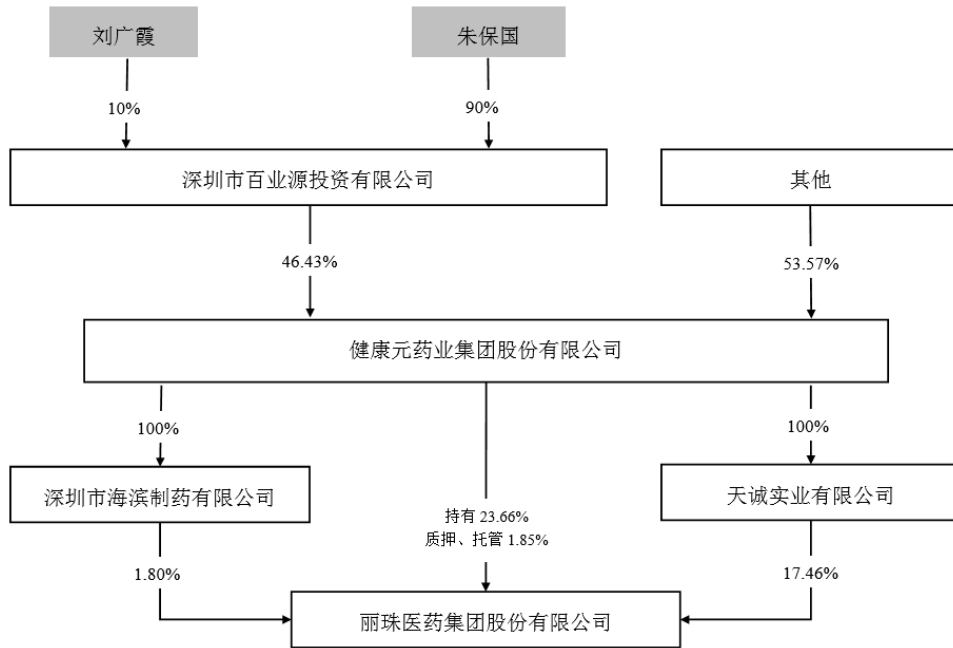 刘广霞
朱保国
10%
90%
深圳市百业源投资有限公司
其他
46.43%
53.57%
健康元药业集团股份有限公司
100%
100%
深圳市海滨制药有限公司
天诚实业有限公司
持有 23.66%
质押、托管 1.85%
1.80%
17.46%
丽珠医药集团股份有限公司